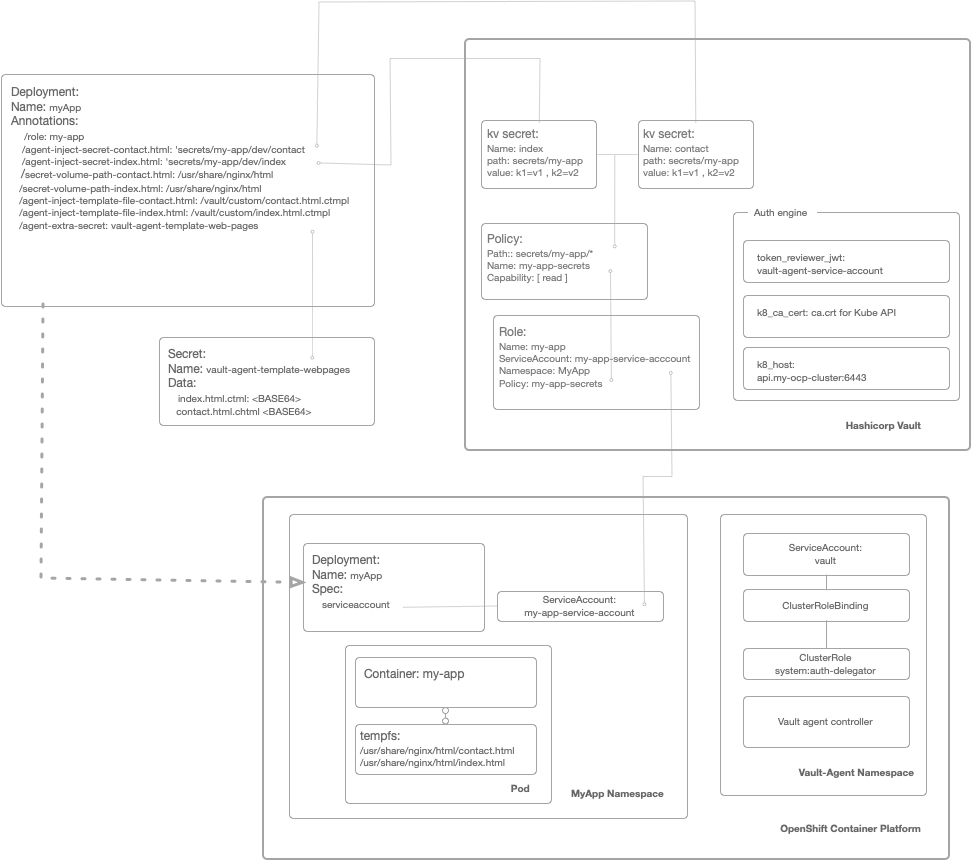 Deployment:
Name: myApp
Annotations:
/role: my-app
/agent-inject-secret-contact.html: 'secrets/my-app/dev/contact
/agent-inject-secret-index.html: 'secrets/my-app/dev/index
/secret-volume-path-contact.html: /usr/share/nginx/html
/secret-volume-path-index.html: /usr/share/nginx/html
/agent-inject-template-file-contact.html: /vault/custom/contact.html.ctmpl
/agent-inject-template-file-index.html: /vault/custom/index.html.ctmpl
/agent-extra-secret: vault-agent-template-web-pages
Secret:
Name: vault-agent-template-webpages
Data:
index.html.ctml: <BASE64>
contact.html.chtml <BASE64>
kv secret:
Name: index
path: secrets/my-app
value: k1=v1 , k2=v2
kv secret:
Name: contact
path: secrets/my-app
value: k1=v1 , k2=v2
Policy:
Path:: secrets/my-app/*
Name: my-app-secrets
Capability: [ read ]
Role:
Name: my-app
ServiceAccount: my-app-service-acccount
Namespace: MyApp
Policy: my-app-secrets
Auth engine
token_reviewer_jwt:
vault-agent-service-account
k8_ca_cert: ca.crt for Kube API
k8_host:
api.my-ocp-cluster:6443
Hashicorp Vault
Deployment:
Name: myApp
Spec:
serviceaccount
ServiceAccount:
my-app-service-account
Container: my-app
tempfs:
/usr/share/nginx/html/contact.html
/usr/share/nginx/html/index.html
Pod
MyApp Namespace
ServiceAccount:
vault
ClusterRoleBinding
ClusterRole
system:auth-delegator
Vault agent controller
Vault-Agent Namespace
OpenShift Container Platform